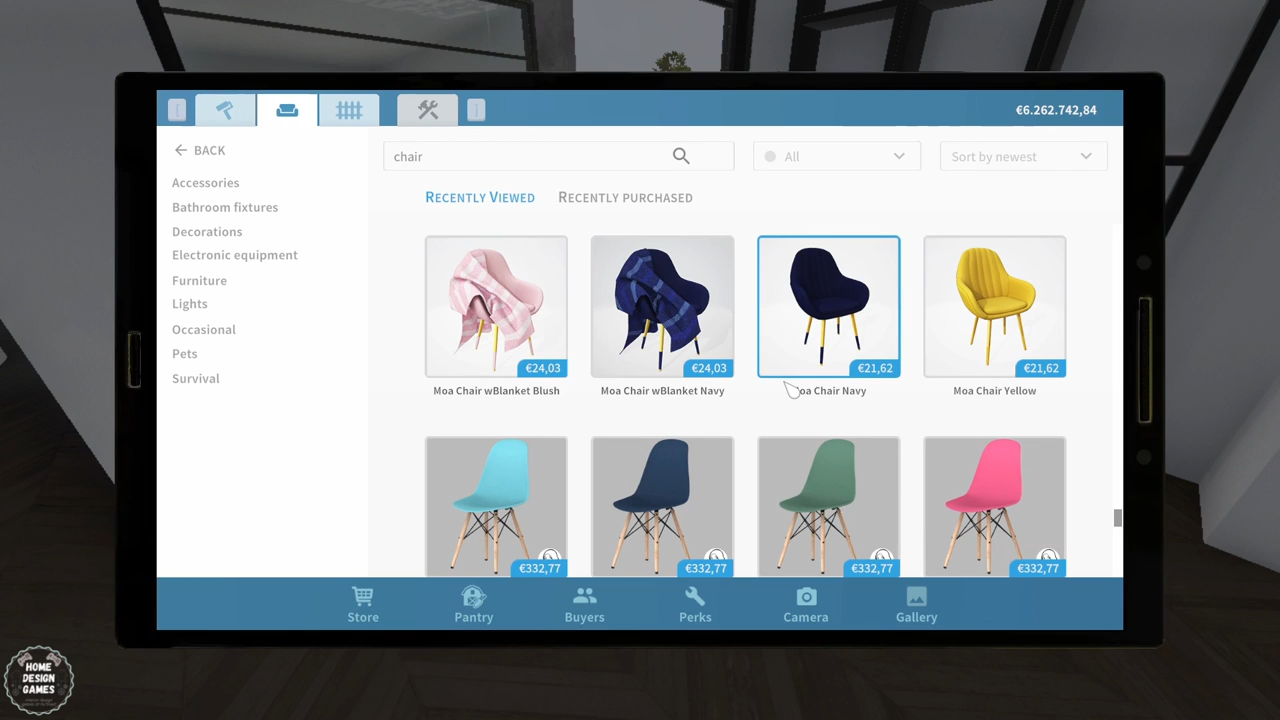 €6.262.742,84
BACK
chair
All
Sort by newest
Accessories
Bathroom fixtures
Decorations
Electronic equipment
Furniture
Lights
Occasional
Pets
Survival
RECENTLY VIEWED
RECENTLY PURCHASED
€24,03
€24,03
€21,62
€21,62
Moa Chair wBlanket Blush
Moa Chair wBlanket Navy
oa Chair Navy
Moa Chair Yellow
€332,77
€332,77
€332,77
€332,77
Store
Pantry
Buyers
Perks
Camera
Gallery
HOME
DESIGN
GAMES